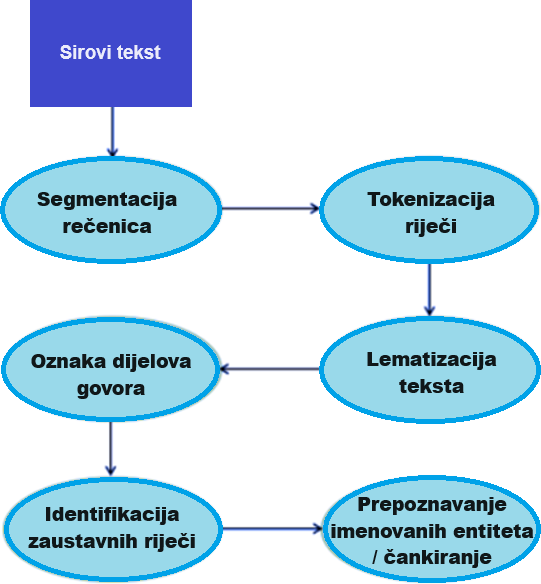 Sirovi tekst
Segmentacija
rečenica
Tokenizacija
riječi
Lematizacija
teksta
Oznaka dijelova
govora
Identifikacija
zaustavnih riječi
Prepoznavanje
imenovanih entiteta
/ čankiranje